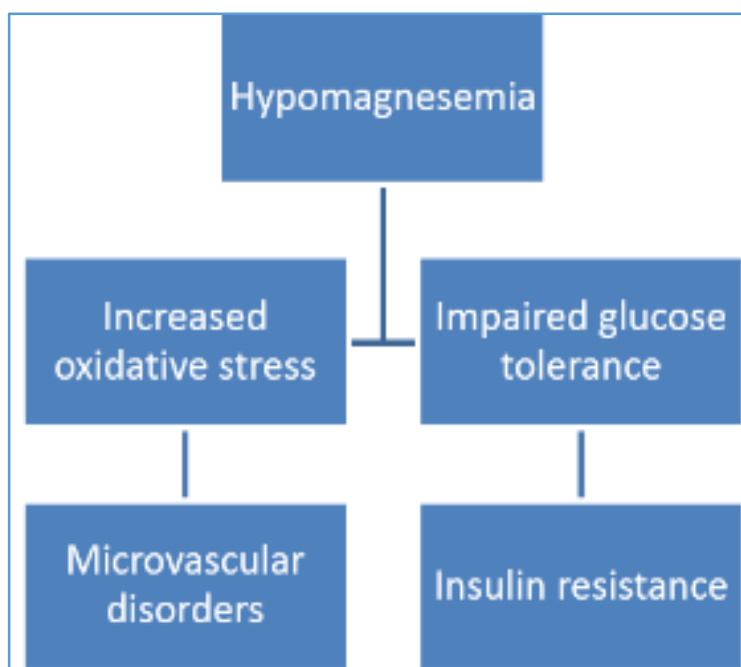 Hypomagnesemia
Increased
oxidative stress
Impaired glucose
tolerance
Microvascular
disorders
Insulin resistance